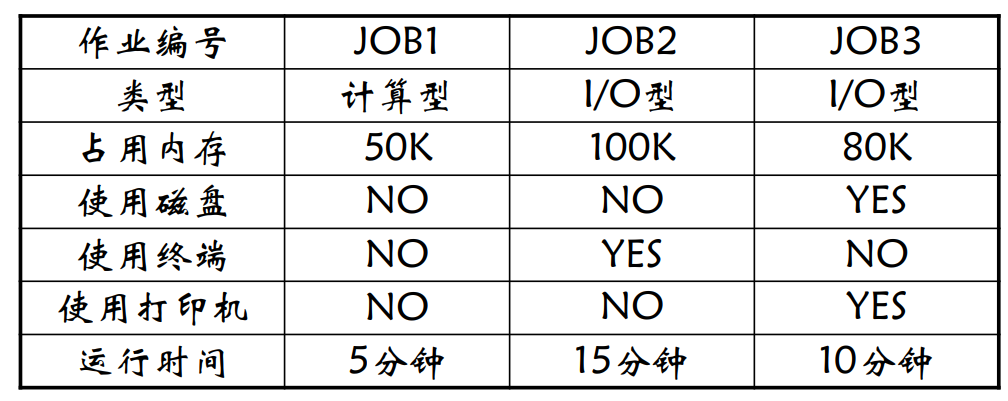 作业编号 JOB1 JOB2 JOB3
类型 计算型 I/O型 I/O型
占用内存 50K 100K 80K
使用磁盘 NO NO YES
使用终端 NO YES NO
使用打印机 NO NO YES
运行时间 5分钟 15分钟 10分钟